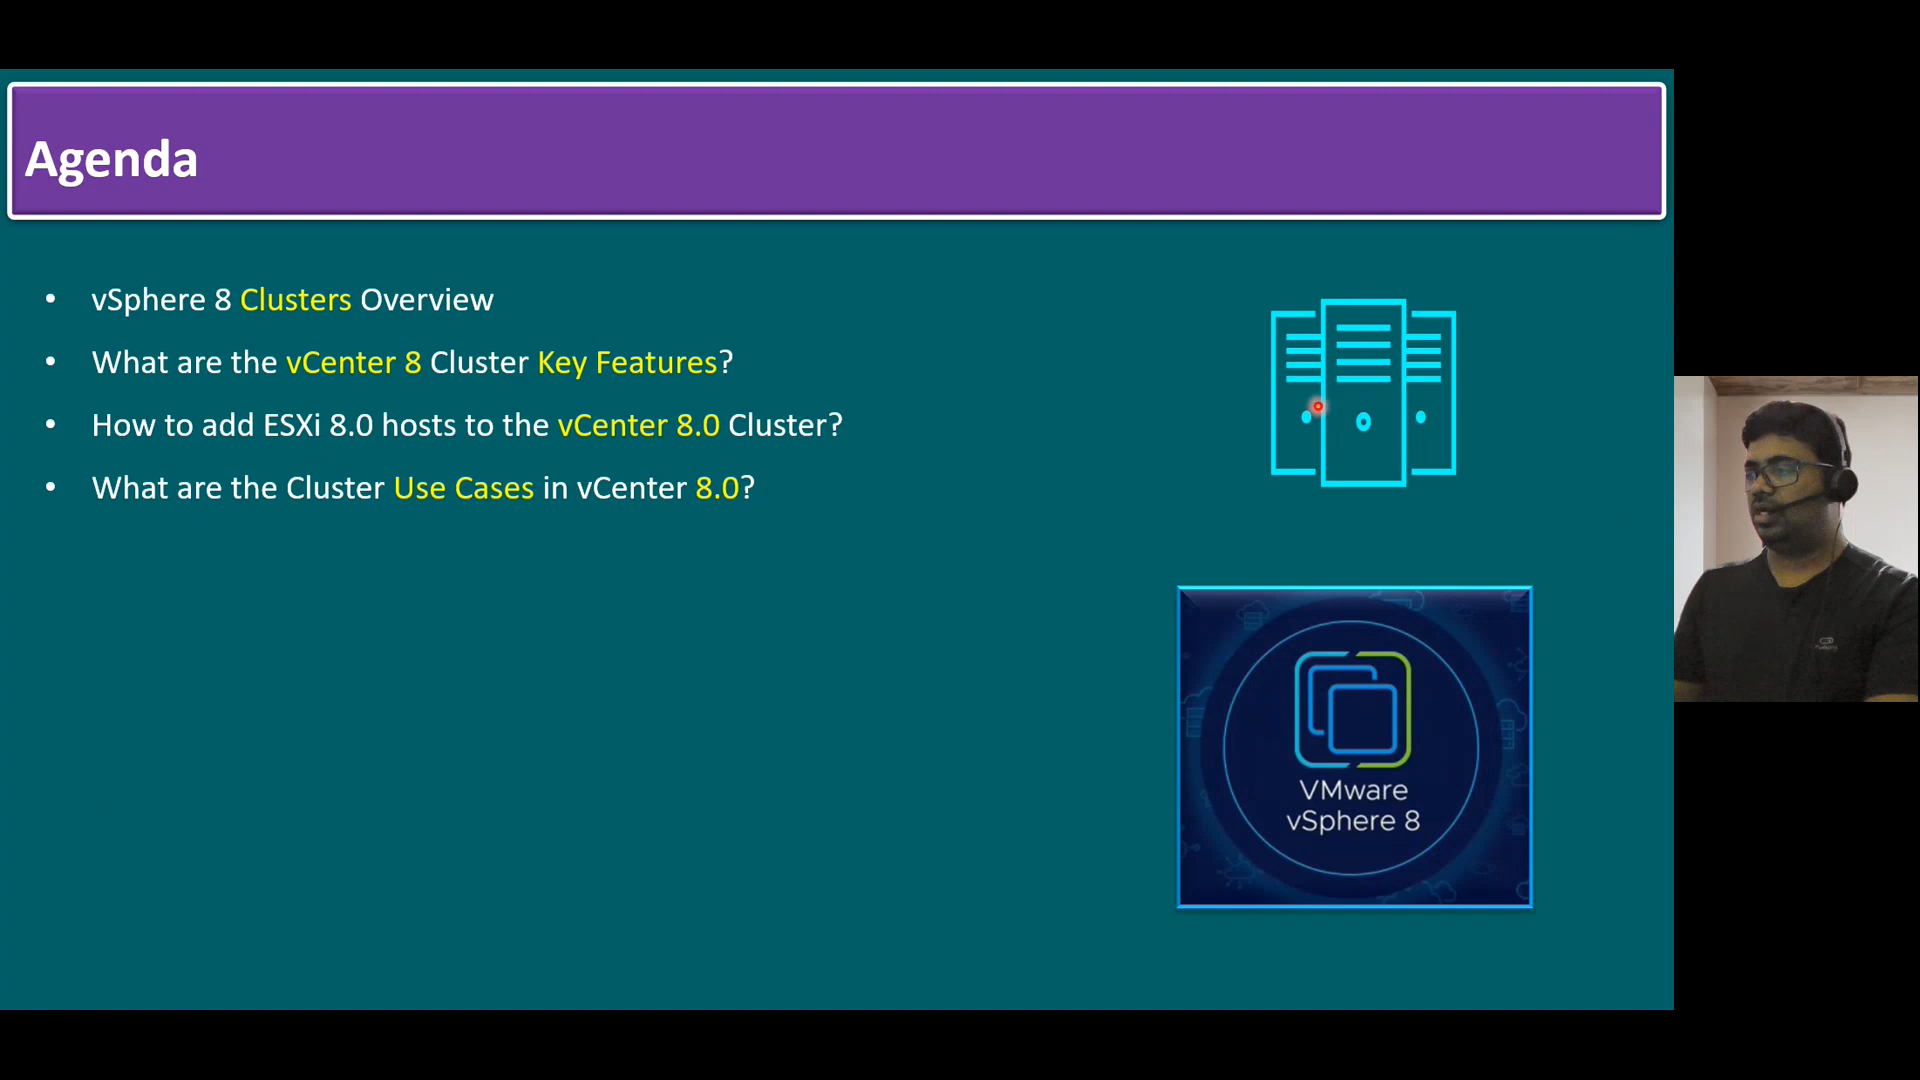 Agenda
• vSphere 8 Clusters Overview
• What are the vCenter 8 Cluster Key Features?
• How to add ESXi 8.0 hosts to the vCenter 8.0 Cluster?
• What are the Cluster Use Cases in vCenter 8.0?
VMware
vSphere 8